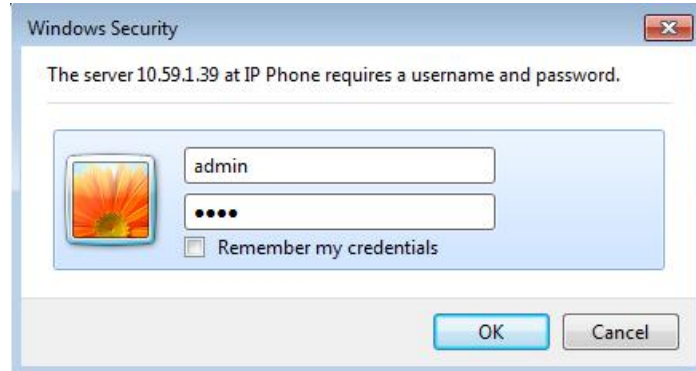 Windows Security
The server 10.59.1.39 at IP Phone requires a username and password.
admin
●●●●
Remember my credentials
OK
Cancel